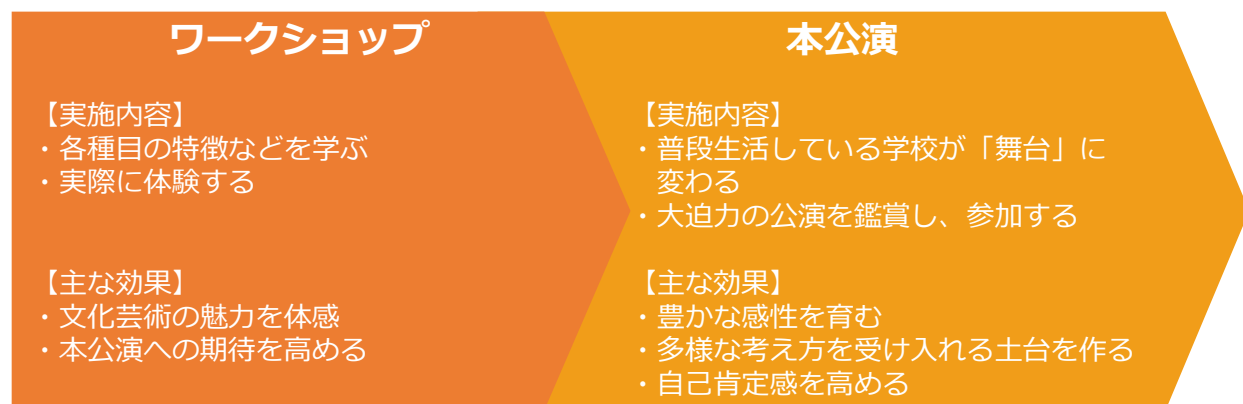 ワークショップ
【実施内容】
・各種目の特徴などを学ぶ
・実際に体験する
【主な効果】
・文化芸術の魅力を体感
・本公演への期待を高める
本公演
【実施内容】
・普段生活している学校が「舞台」に
変わる
・大迫力の公演を鑑賞し、参加する
【主な効果】
・豊かな感性を育む
・多様な考え方を受け入れる土台を作る
・自己肯定感を高める